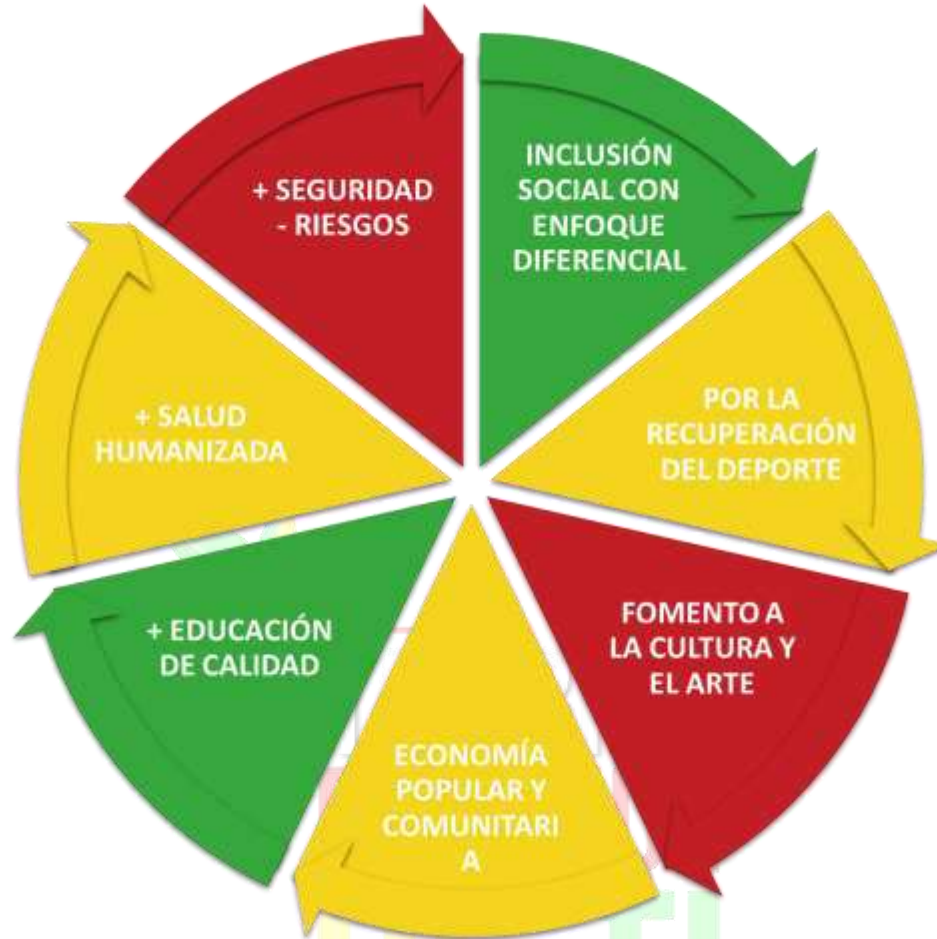 INCLUSIÓN
SOCIAL CON
ENFOQUE
DIFERENCIAL
POR LA
RECUPERACIÓN
DEL DEPORTE
FOMENTO A
LA CULTURA Y
EL ARTE
ECONOMÍA
POPULAR Y
COMUNITARI
A
+ EDUCACIÓN
DE CALIDAD
+ SALUD
HUMANIZADA
+ SEGURIDAD
- RIESGOS